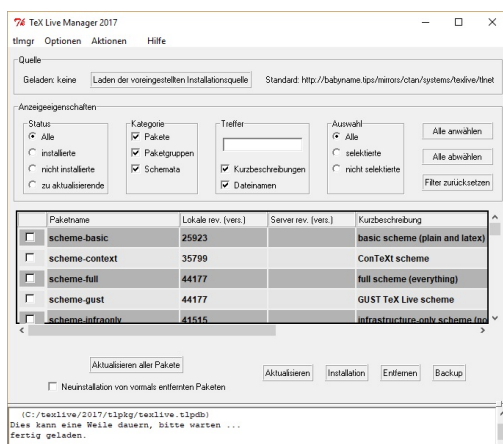 TeX Live Manager 2017
tlmgr Optionen Aktionen Hilfe
Quelle
Geladen: keine Laden der voreingestellten Installationsquelle Standard: http://babyname.tips/mirrors/ctan/systems/texlive/tlnet
Anzeigeeigenschaften
Status Kategorie Treffer Auswahl
Alle Pakete Alle Alle anwählen
installierte Paketgruppen selektierte Alle abwählen
nicht installierte Schemata Kurzbeschreibungen nicht selektierte
zu aktualisierende Dateinamen Filter zurücksetzen
Paketname Lokale rev. (vers.) Server rev. (vers.) Kurzbeschreibung
scheme-basic 25923 basic scheme (plain and latex)
scheme-context 35799 ConTeXt scheme
scheme-full 44177 full scheme (everything)
scheme-gust 44177 GUST TeX Live scheme
scheme-infraonly 41515 infrastructure-only scheme (no
Aktualisieren aller Pakete Aktualisieren Installation Entfernen Backup
Neuinstallation von vormals entfernten Paketen
(C:/texlive/2017/tlpkg/texlive.tlpdb)
Dies kann eine Weile dauern, bitte warten ...
fertig geladen.